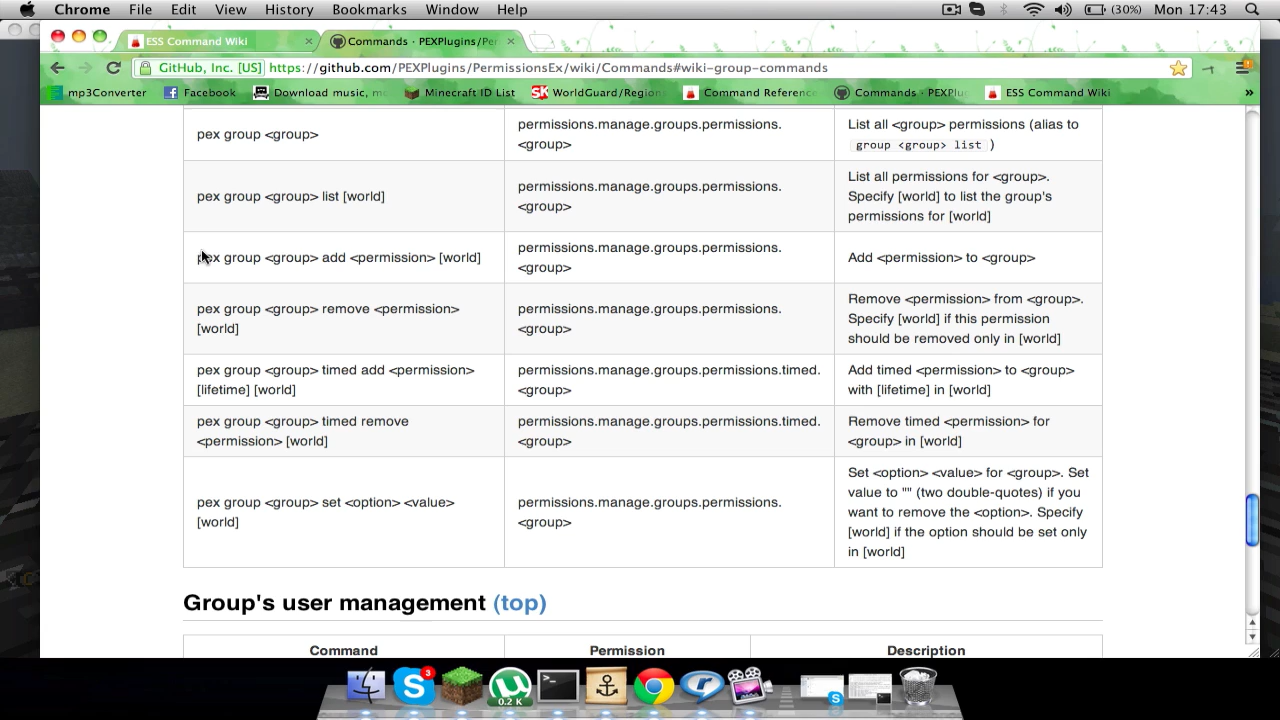 Chrome File Edit View History Bookmarks Window Help (30%) Mon 17:43
ESS Command Wiki Commands · PEXPlugins/Per
GitHub, Inc. [US] https://github.com/PEXPlugins/PermissionsEx/wiki/Commands#wiki-group-commands
mp3Converter Facebook Download music, mo Minecraft ID List WorldGuard/Regions Command Reference Commands · PEXPlug ESS Command Wiki »
pex group <group>
permissions.manage.groups.permissions.
<group>
List all <group> permissions (alias to
group <group> list )
pex group <group> list [world]
permissions.manage.groups.permissions.
<group>
List all permissions for <group>.
Specify [world] to list the group's
permissions for [world]
pex group <group> add <permission> [world]
permissions.manage.groups.permissions.
<group>
Add <permission> to <group>
pex group <group> remove <permission>
[world]
permissions.manage.groups.permissions.
<group>
Remove <permission> from <group>.
Specify [world] if this permission
should be removed only in [world]
pex group <group> timed add <permission>
[lifetime] [world]
permissions.manage.groups.permissions.timed.
<group>
Add timed <permission> to <group>
with [lifetime] in [world]
pex group <group> timed remove
<permission> [world]
permissions.manage.groups.permissions.timed.
<group>
Remove timed <permission> for
<group> in [world]
pex group <group> set <option> <value>
[world]
permissions.manage.groups.permissions.
<group>
Set <option> <value> for <group>. Set
value to "" (two double-quotes) if you
want to remove the <option>. Specify
[world] if the option should be set only
in [world]
Group's user management (top)
Command Permission Description
3
0.2 K